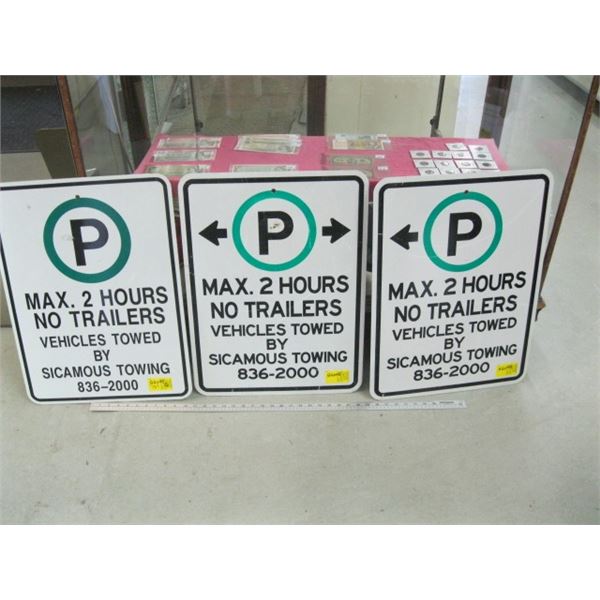 P
MAX. 2 HOURS
NO TRAILERS
VEHICLES TOWED
BY
SICAMOUS TOWING
836-2000
P
MAX. 2 HOURS
NO TRAILERS
VEHICLES TOWED
BY
SICAMOUS TOWING
836-2000
P
MAX. 2 HOURS
NO TRAILERS
VEHICLES TOWED
BY
SICAMOUS TOWING
836-2000